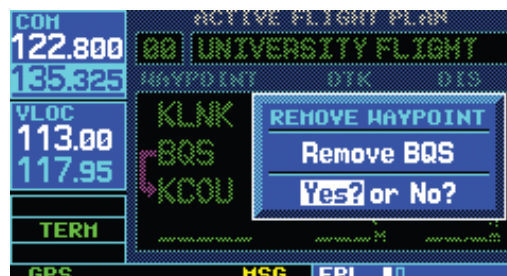 COM
122.800
135.325
VLOC
113.00
117.95
TERM
GPS
ACTIVE FLIGHT PLAN
00 UNIVERSITY FLIGHT
WAYPOINT DTK DIS
KLNK
BQS
KCOU
REMOVE WAYPOINT
Remove BQS
Yes? or No?
MSG FPL